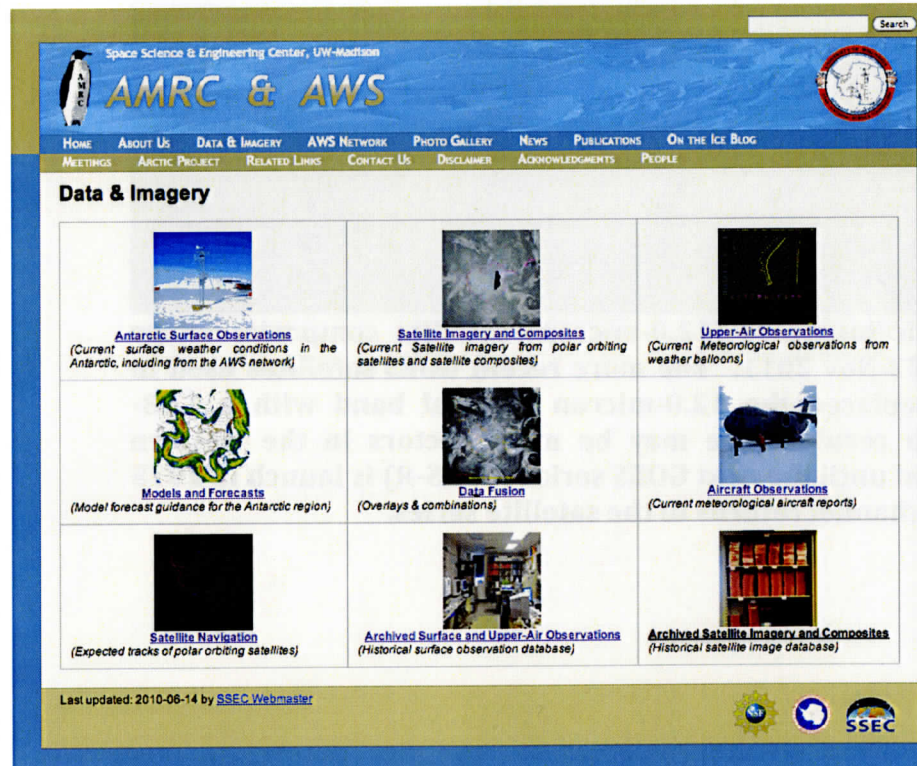 Search
Space Science & Engineering Center, UW-Madison
AMRC & AWS
AMRC
HOME ABOUT US DATA & IMAGERY AWS NETWORK PHOTO GALLERY NEWS PUBLICATIONS ON THE ICE BLOG
MEETINGS ARCTIC PROJECT RELATED LINKS CONTACT US DISCLAIMER ACKNOWLEDGMENTS PEOPLE
Data & Imagery
Antarctic Surface Observations
(Current surface weather conditions in the
Antarctic, including from the AWS network)
Satellite Imagery and Composites
(Current Satellite imagery from polar orbiting
satellites and satellite composites)
Upper-Air Observations
(Current Meteorological observations from
weather balloons)
Models and Forecasts
(Model forecast guidance for the Antarctic region)
Data Fusion
(Overlays & combinations)
Aircraft Observations
(Current meteorological aircraft reports)
Satellite Navigation
(Expected tracks of polar orbiting satellites)
Archived Surface and Upper-Air Observations
(Historical surface observation database)
Archived Satellite Imagery and Composites
(Historical satellite image database)
Last updated: 2010-06-14 by SSEC Webmaster
NSF
SSEC